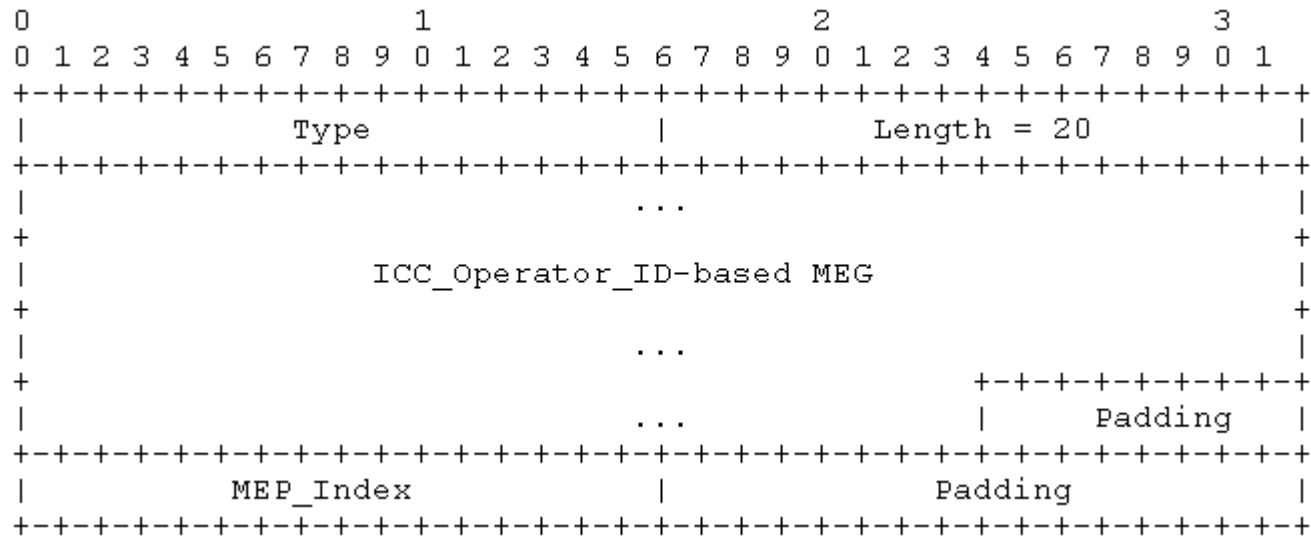 0                   1                   2                   3
0 1 2 3 4 5 6 7 8 9 0 1 2 3 4 5 6 7 8 9 0 1 2 3 4 5 6 7 8 9 0 1
+-+-+-+-+-+-+-+-+-+-+-+-+-+-+-+-+-+-+-+-+-+-+-+-+-+-+-+-+-+-+-+-+
|             Type              |          Length = 20          |
+-+-+-+-+-+-+-+-+-+-+-+-+-+-+-+-+-+-+-+-+-+-+-+-+-+-+-+-+-+-+-+-+
|                              ...                              |
+                                                               +
|                 ICC_Operator_ID-based MEG                     |
+                                                               +
|                              ...                              |
+                                               +-+-+-+-+-+-+-+-+
|                              ...              |     Padding   |
+-+-+-+-+-+-+-+-+-+-+-+-+-+-+-+-+-+-+-+-+-+-+-+-+-+-+-+-+-+-+-+-+
|          MEP_Index            |             Padding           |
+-+-+-+-+-+-+-+-+-+-+-+-+-+-+-+-+-+-+-+-+-+-+-+-+-+-+-+-+-+-+-+-+